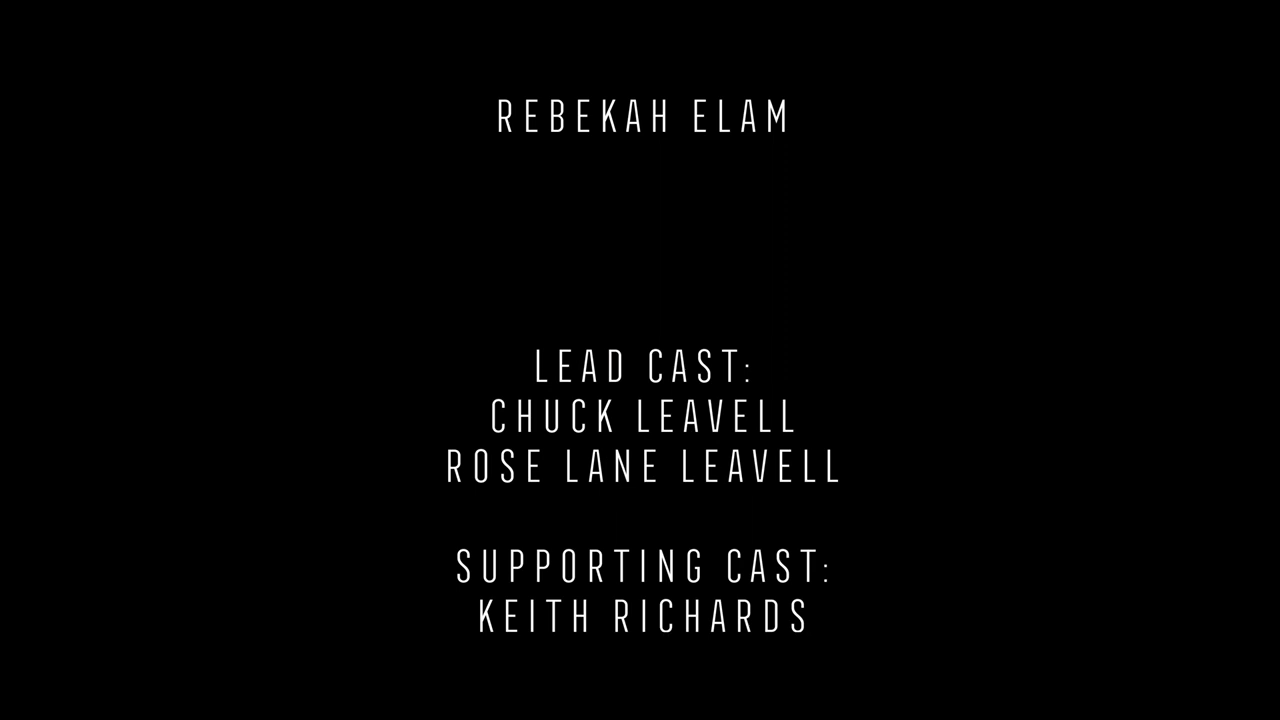 REBEKAH ELAM
LEAD CAST:
CHUCK LEAVELL
ROSE LANE LEAVELL
SUPPORTING CAST:
KEITH RICHARDS